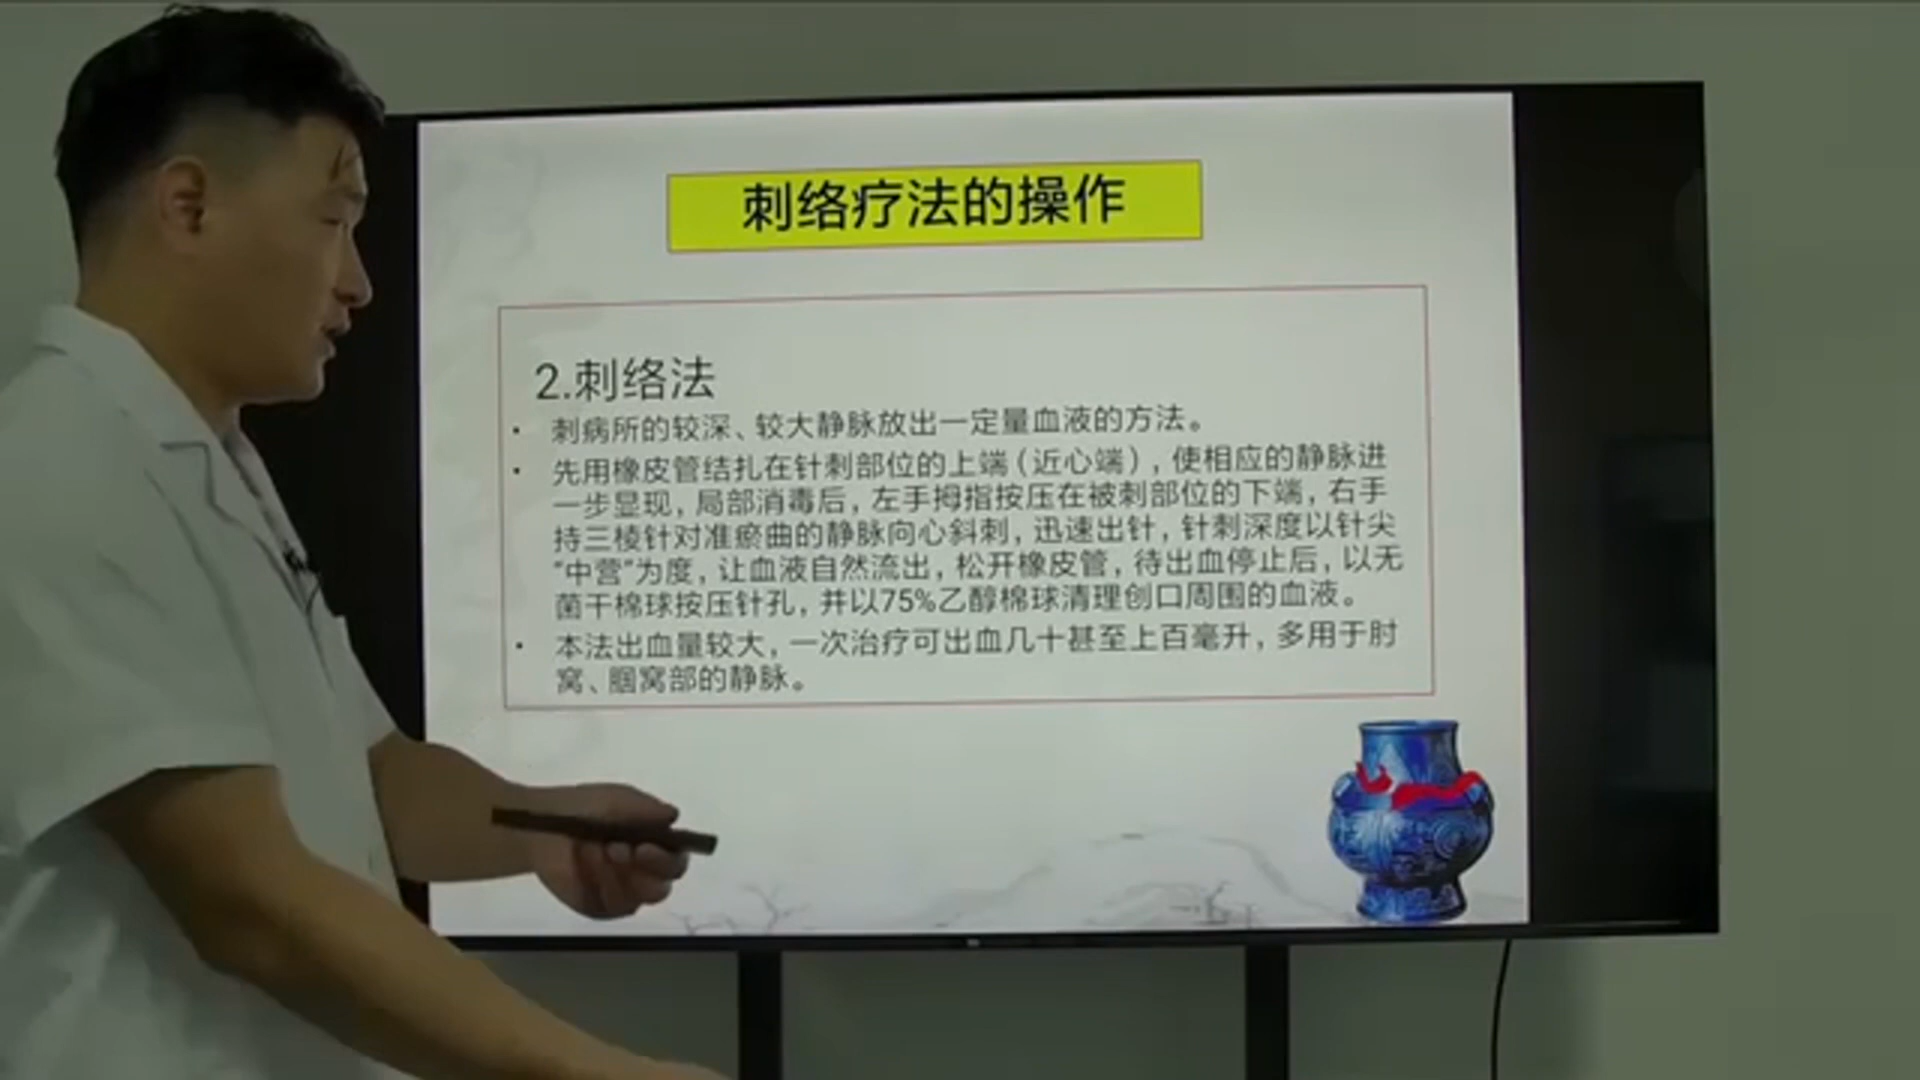 刺络疗法的操作
2.刺络法
• 刺病所的较深、较大静脉放出一定量血液的方法。
• 先用橡皮管结扎在针刺部位的上端（近心端），使相应的静脉进
一步显现，局部消毒后，左手拇指按压在被刺部位的下端，右手
持三棱针对准瘀曲的静脉向心斜刺，迅速出针，针刺深度以针尖
“中营”为度，让血液自然流出，松开橡皮管，待出血停止后，以无
菌干棉球按压针孔，并以75%乙醇棉球清理创口周围的血液。
• 本法出血量较大，一次治疗可出血几十甚至上百毫升，多用于肘
窝、腘窝部的静脉。